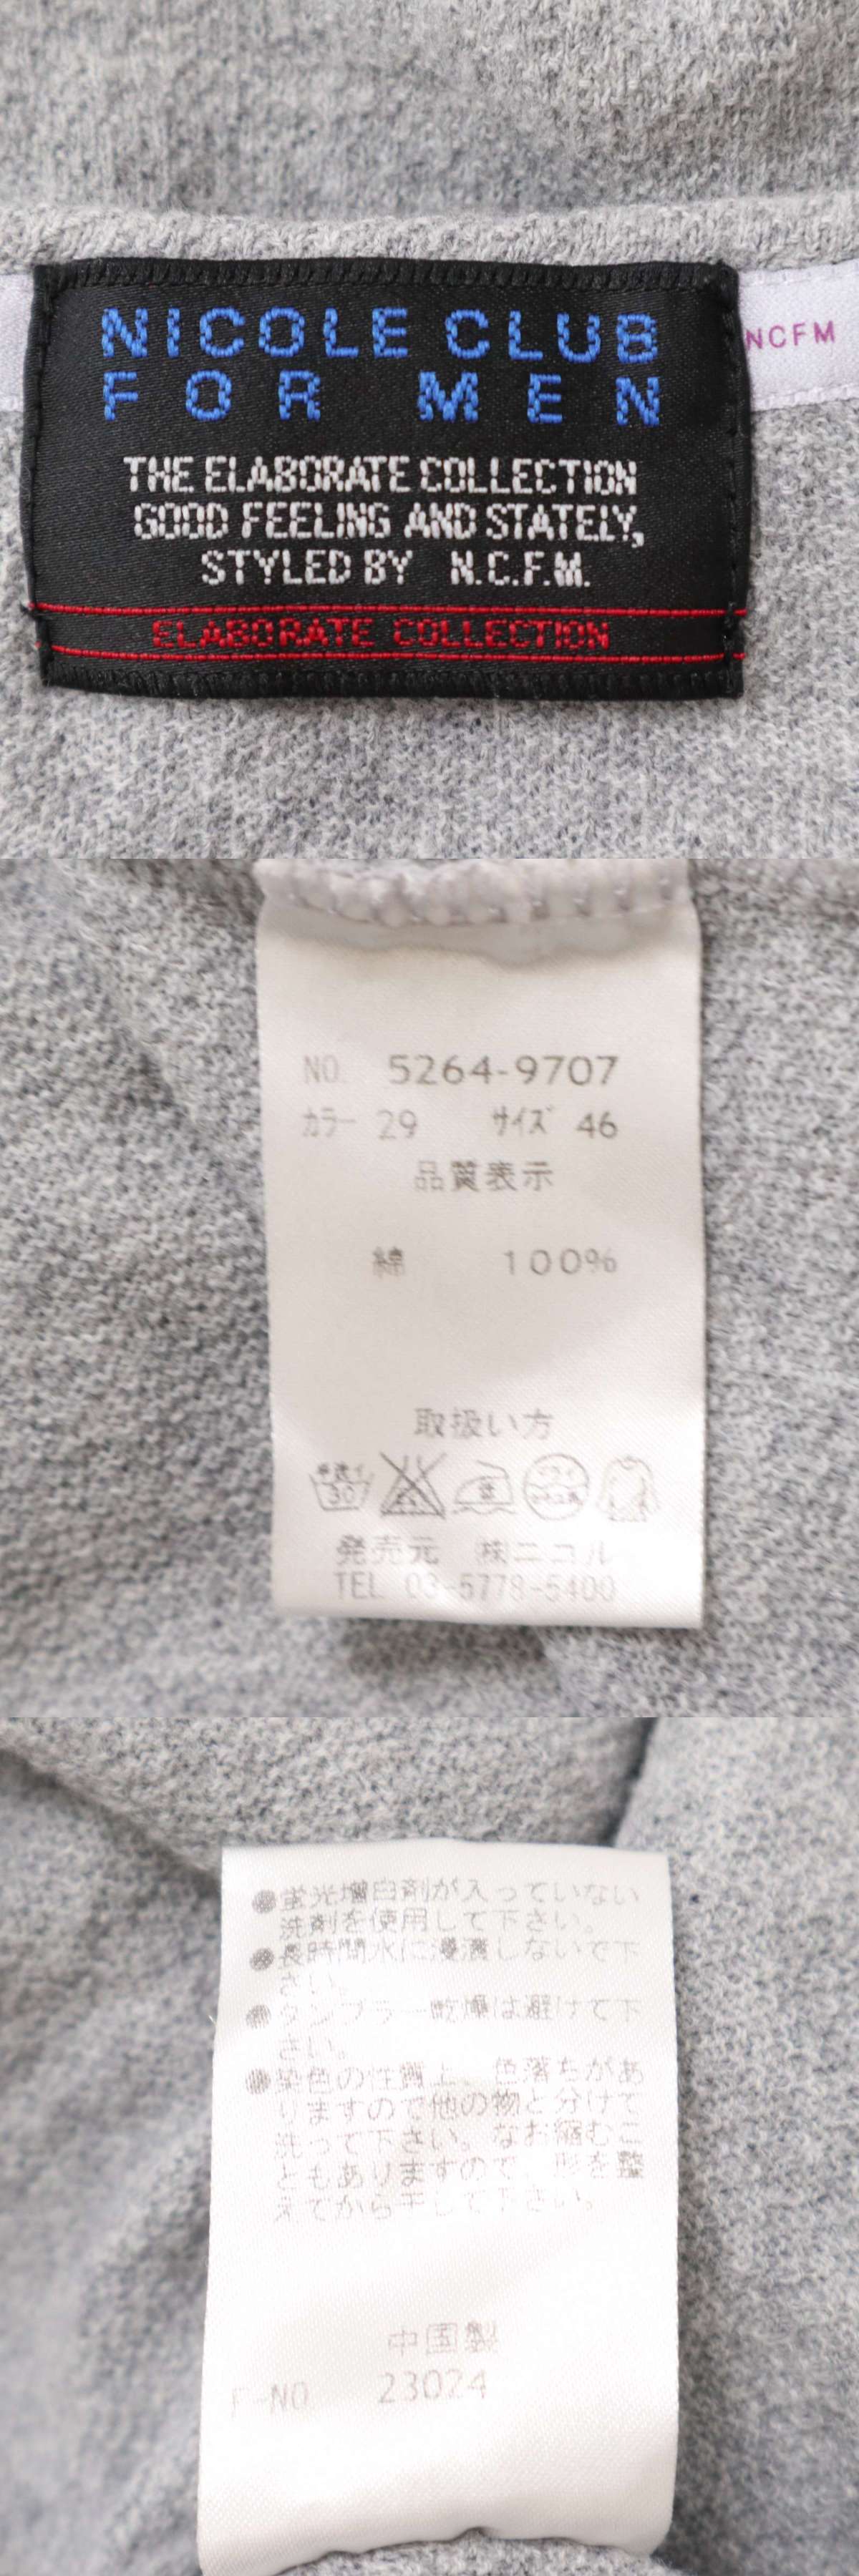 NICOLE CLUB
FOR MEN
NCFM
THE ELABORATE COLLECTION
GOOD FEELING AND STATELY,
STYLED BY N.C.F.M.
ELABORATE COLLECTION
NO. 5264-9707
カラー 29 サイズ 46
品質表示
綿 100%
取扱い方
手洗イ
30
発売元 ㈱ニコル
TEL 03-5778-5400
●蛍光増白剤が入っていない
洗剤を使用して下さい。
●長時間水に浸漬しないで下
さい。
●タンブラー乾燥は避けて下
さい。
●染色の性質上、色落ちがあ
りますので他の物と分けて
洗って下さい。なお縮むこ
ともありますので、形を整
えてから干して下さい。
中国製
F-NO 23024